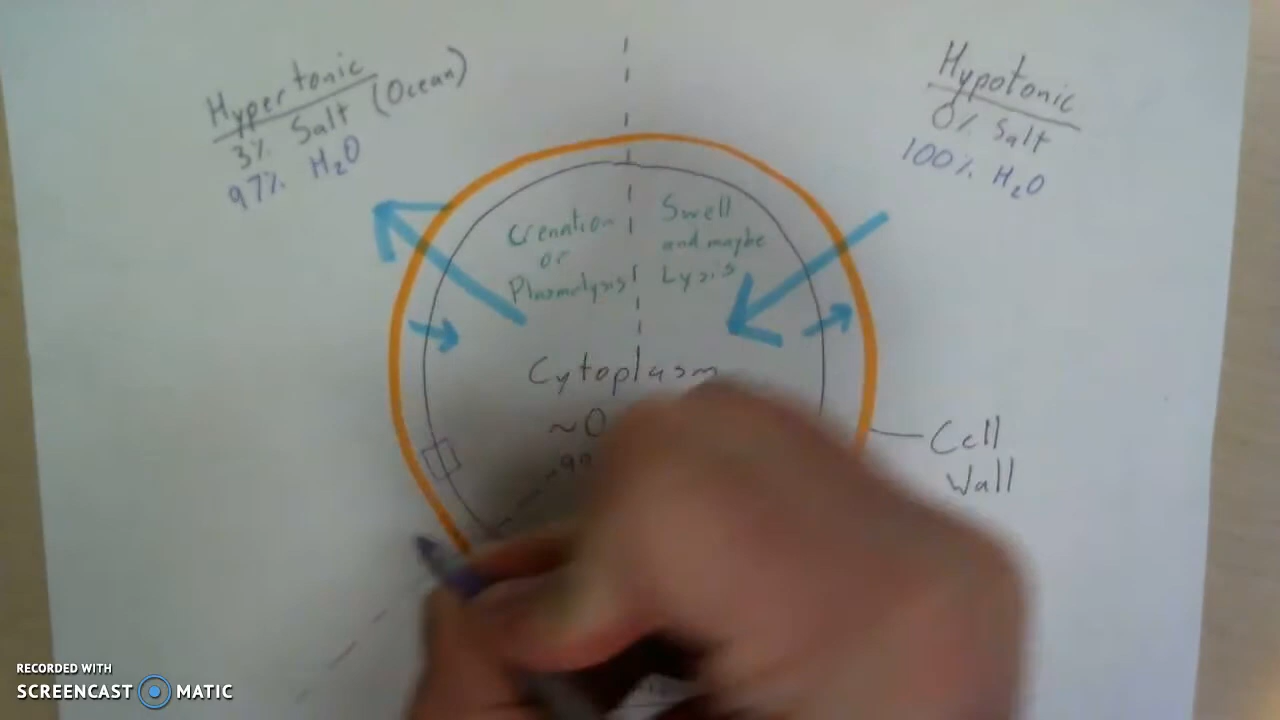 Hypertonic
3% Salt (Ocean)
97% H₂O
Hypotonic
0% Salt
100% H₂O
Crenation
or
Plasmolysis
Swell
and maybe
Lysis
Cytoplasm
~0
Cell
Wall
RECORDED WITH
SCREENCAST MATIC